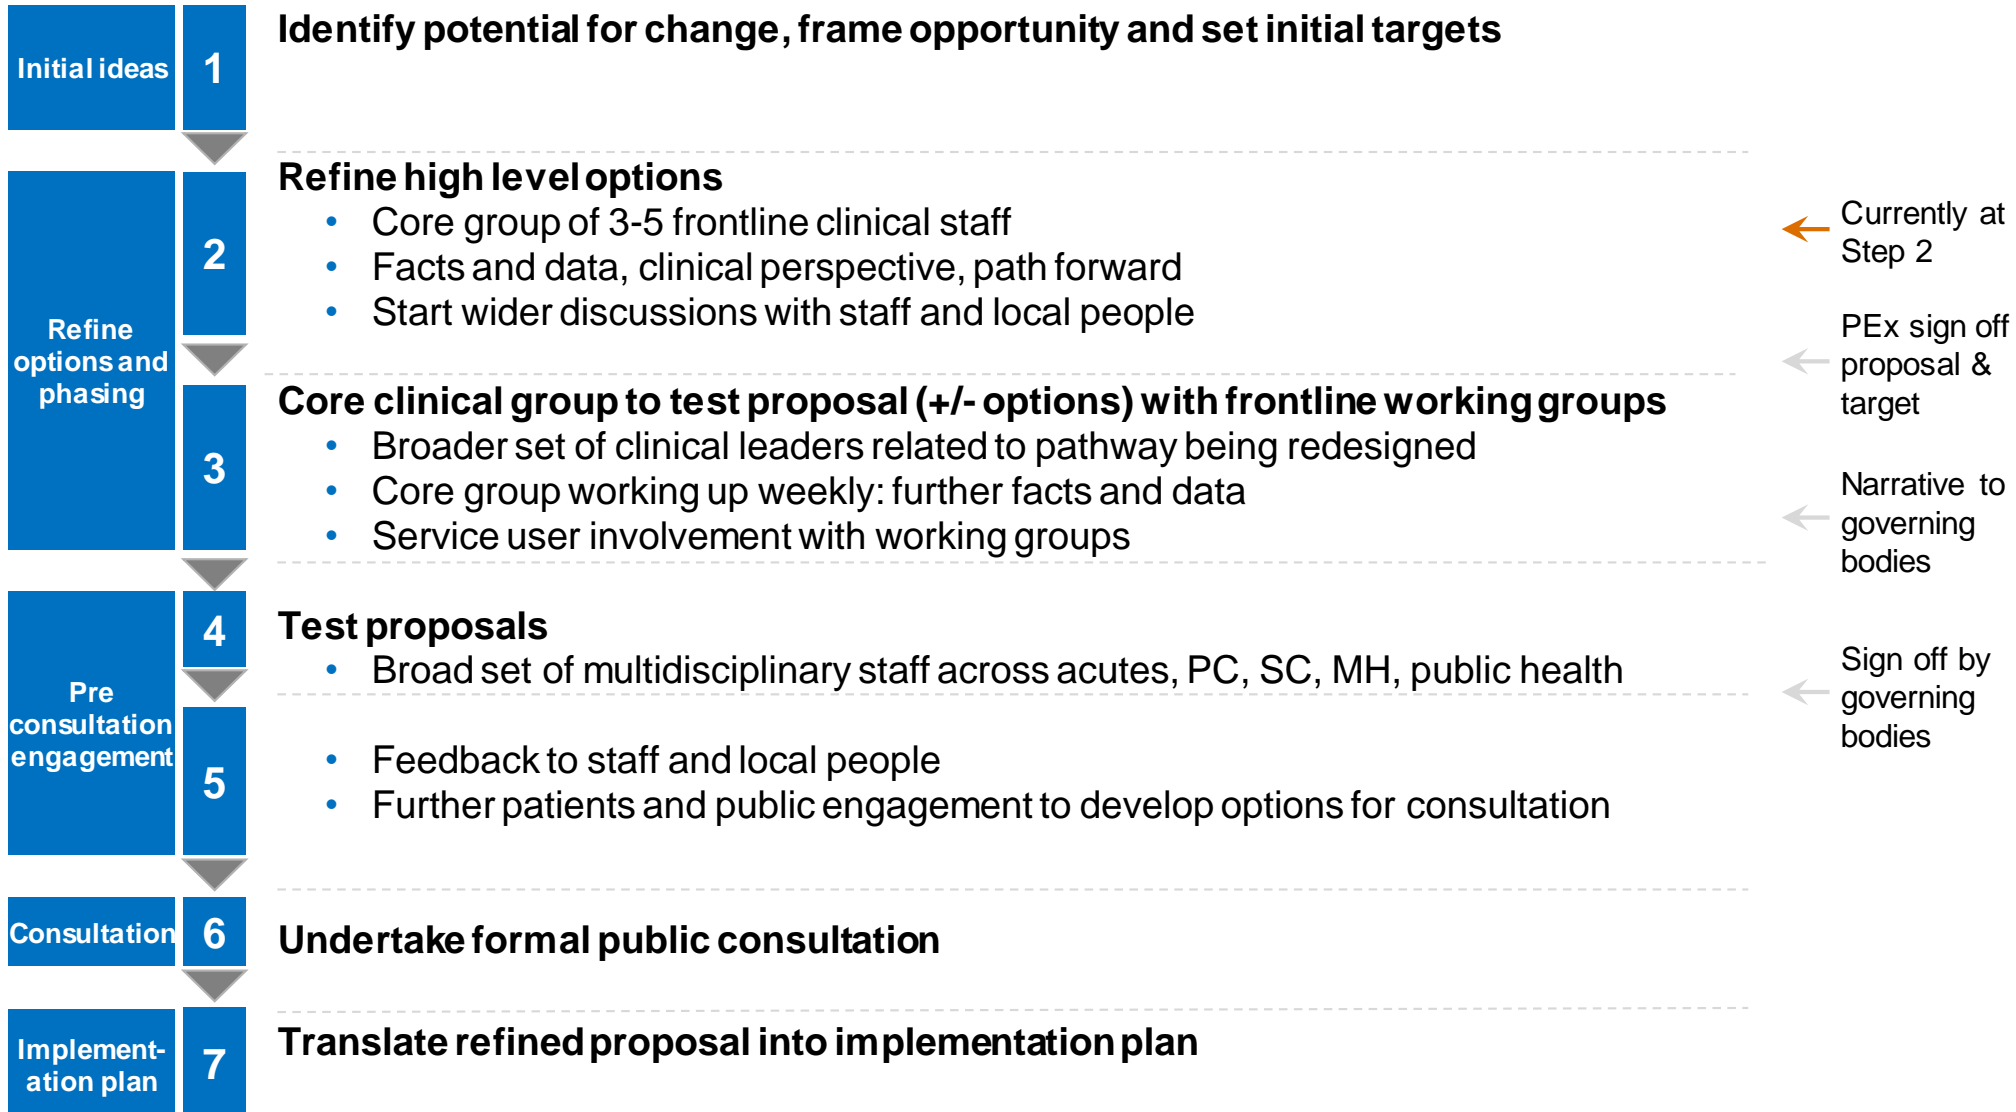 Initial ideas
1
Identify potential for change, frame opportunity and set initial targets
Refine
options and
phasing
2
Refine high level options
• Core group of 3-5 frontline clinical staff
• Facts and data, clinical perspective, path forward
• Start wider discussions with staff and local people
Currently at
Step 2
PEx sign off
proposal &
target
3
Core clinical group to test proposal (+/- options) with frontline working groups
• Broader set of clinical leaders related to pathway being redesigned
• Core group working up weekly: further facts and data
• Service user involvement with working groups
Narrative to
governing
bodies
Pre
consultation
engagement
4
Test proposals
• Broad set of multidisciplinary staff across acutes, PC, SC, MH, public health
Sign off by
governing
bodies
5
• Feedback to staff and local people
• Further patients and public engagement to develop options for consultation
Consultation
6
Undertake formal public consultation
Implement-
ation plan
7
Translate refined proposal into implementation plan